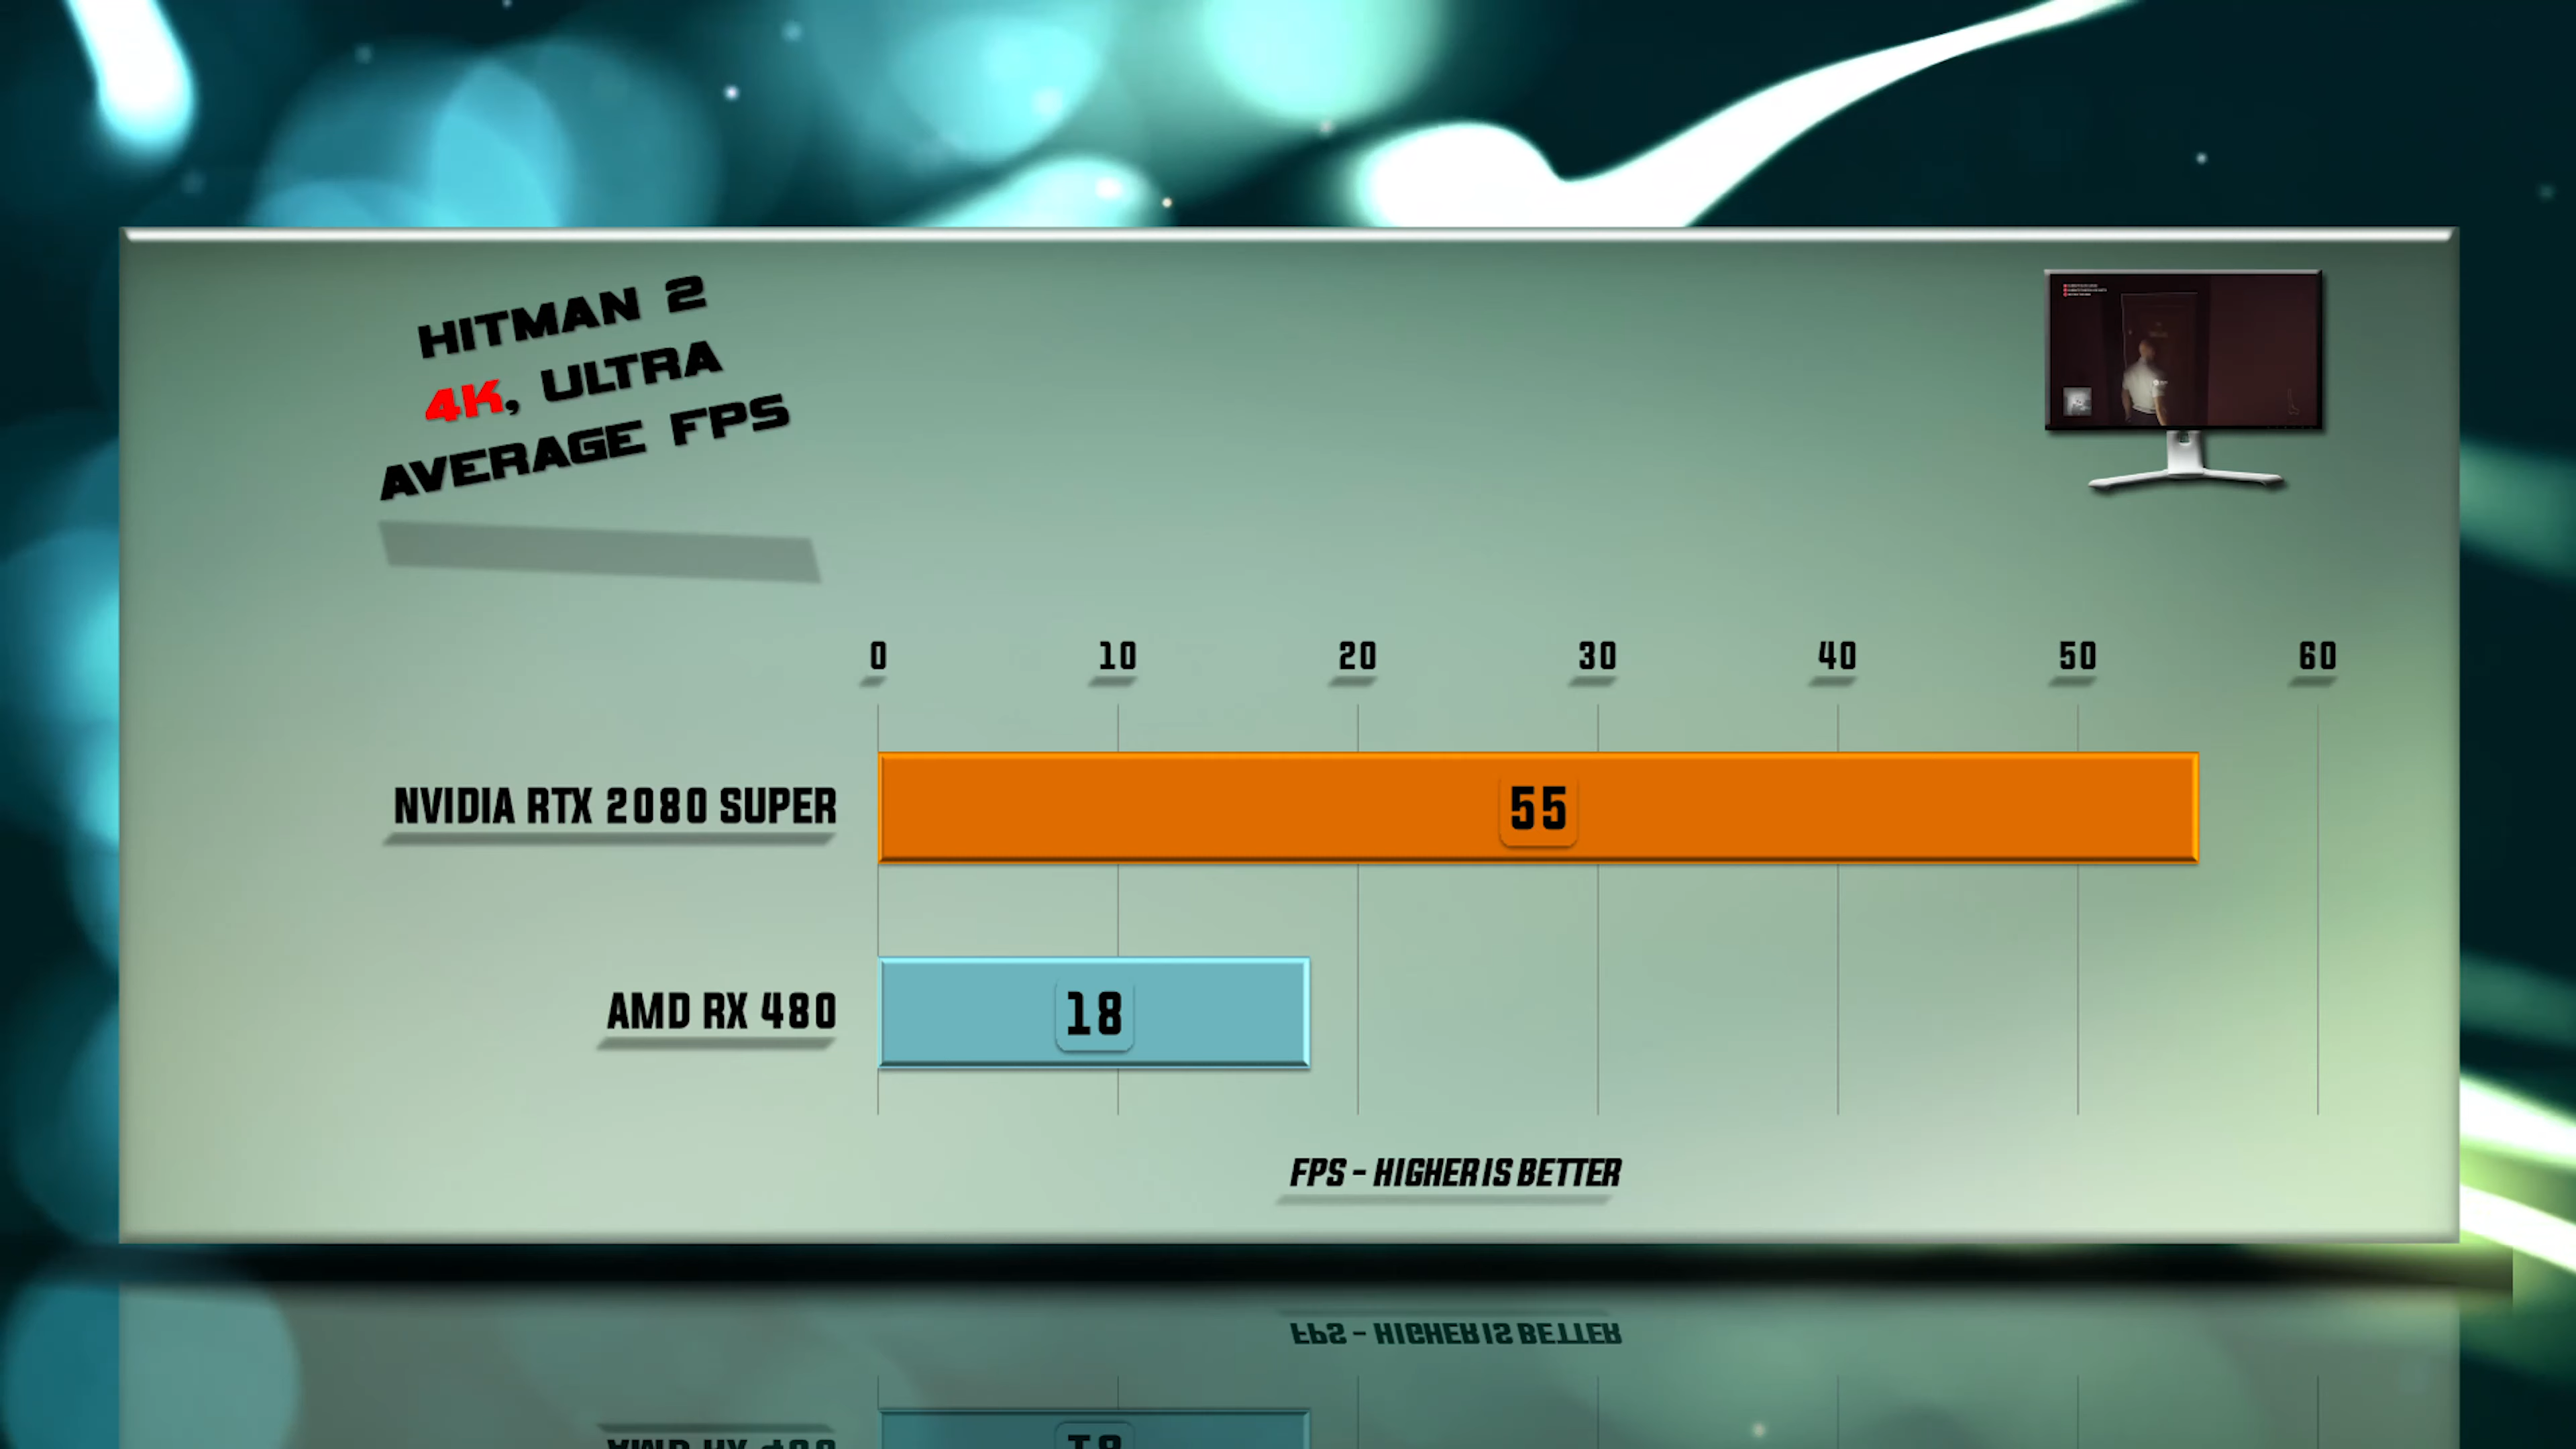 HITMAN 2
4K, ULTRA
AVERAGE FPS
0 10 20 30 40 50 60
NVIDIA RTX 2080 SUPER
55
AMD RX 480
18
FPS - HIGHER IS BETTER